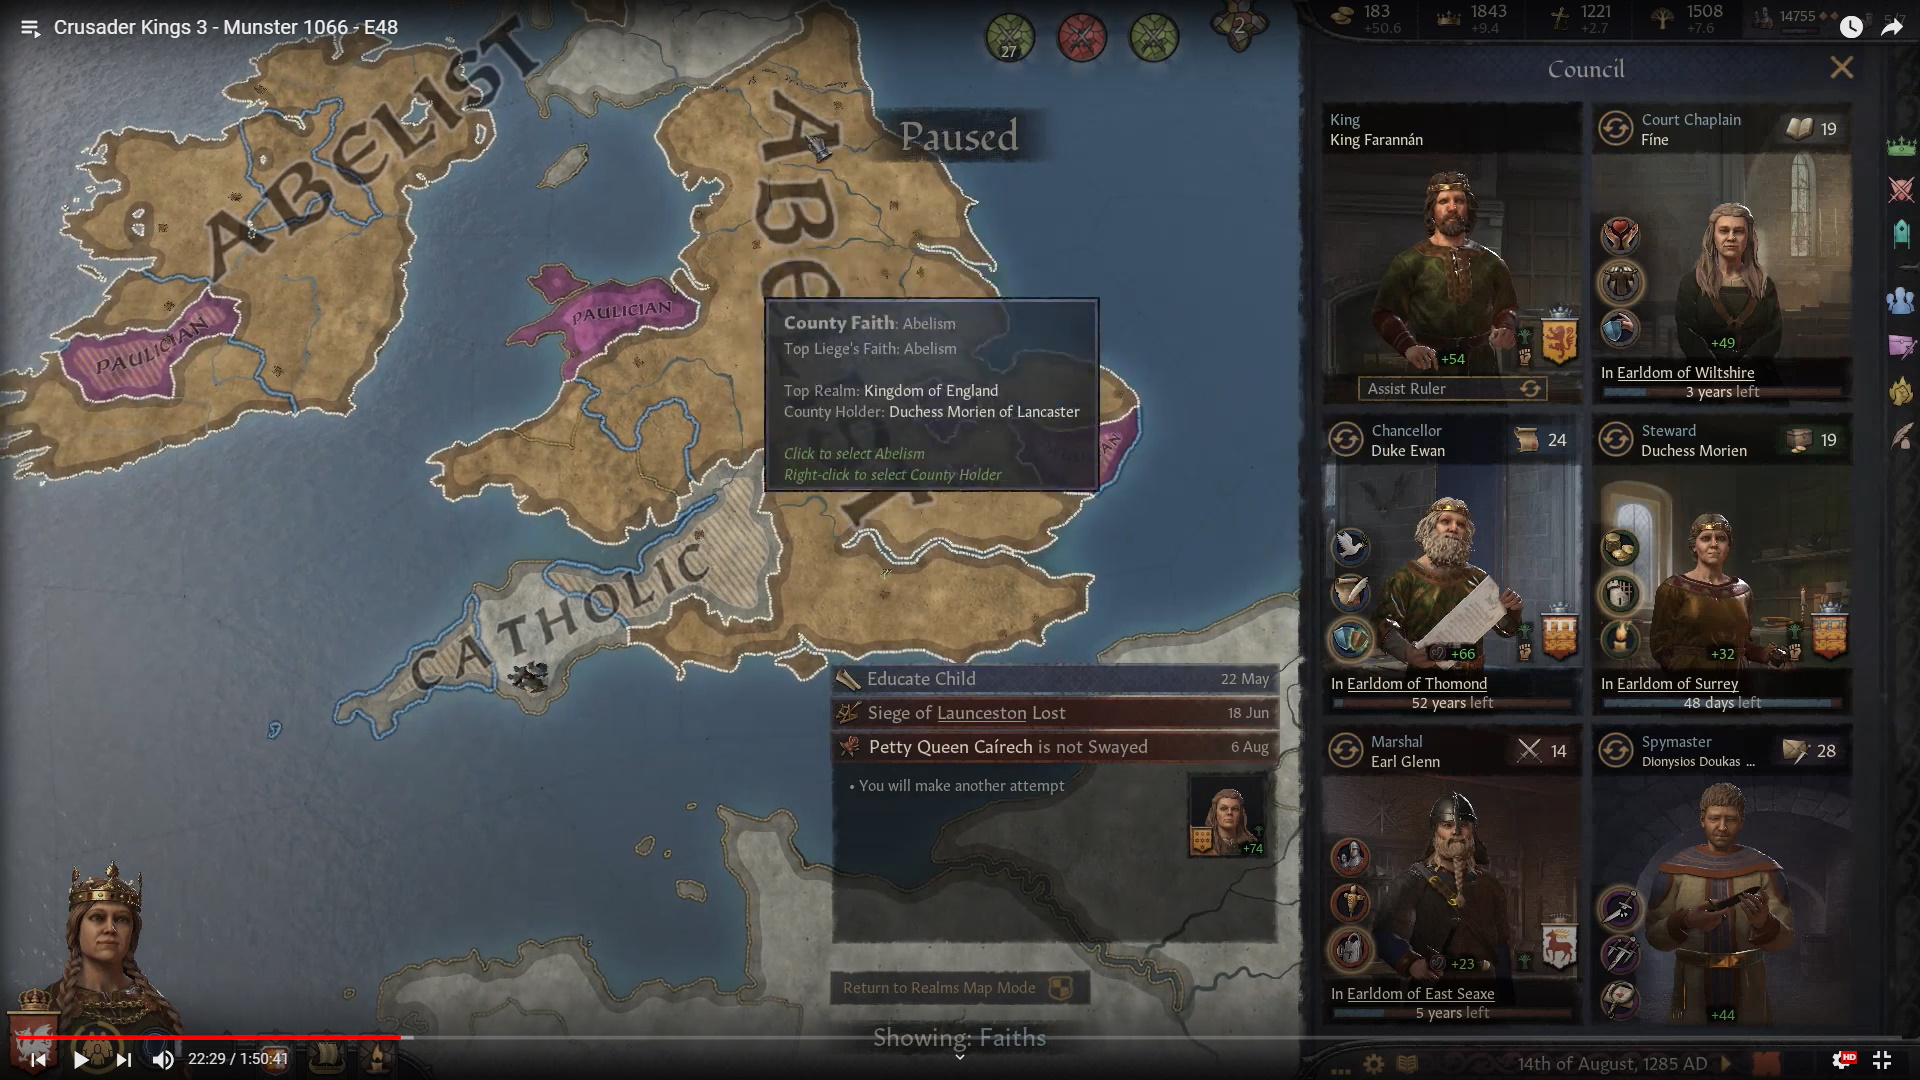 Crusader Kings 3 - Munster 1066 - E48
27
2
183
+50.6
1843
+9.4
1221
+2.7
1508
+7.6
14755
Paused
ABELIST
ABE
PAULICIAN
PAULICIAN
CATHOLIC
County Faith: Abelism
Top Liege's Faith: Abelism
Top Realm: Kingdom of England
County Holder: Duchess Morien of Lancaster
Click to select Abelism
Right-click to select County Holder
Educate Child 22 May
Siege of Launceston Lost 18 Jun
Petty Queen Caírech is not Swayed 6 Aug
• You will make another attempt
+74
Return to Realms Map Mode
Showing: Faiths
Council
King
King Farannán
+54
Assist Ruler
Court Chaplain
Fíne
19
+49
In Earldom of Wiltshire
3 years left
Chancellor
Duke Ewan
24
+66
In Earldom of Thomond
52 years left
Steward
Duchess Morien
19
+32
In Earldom of Surrey
48 days left
Marshal
Earl Glenn
14
+23
In Earldom of East Seaxe
5 years left
Spymaster
Dionysios Doukas ...
28
+44
22:29 / 1:50:41
14th of August, 1285 AD
HD